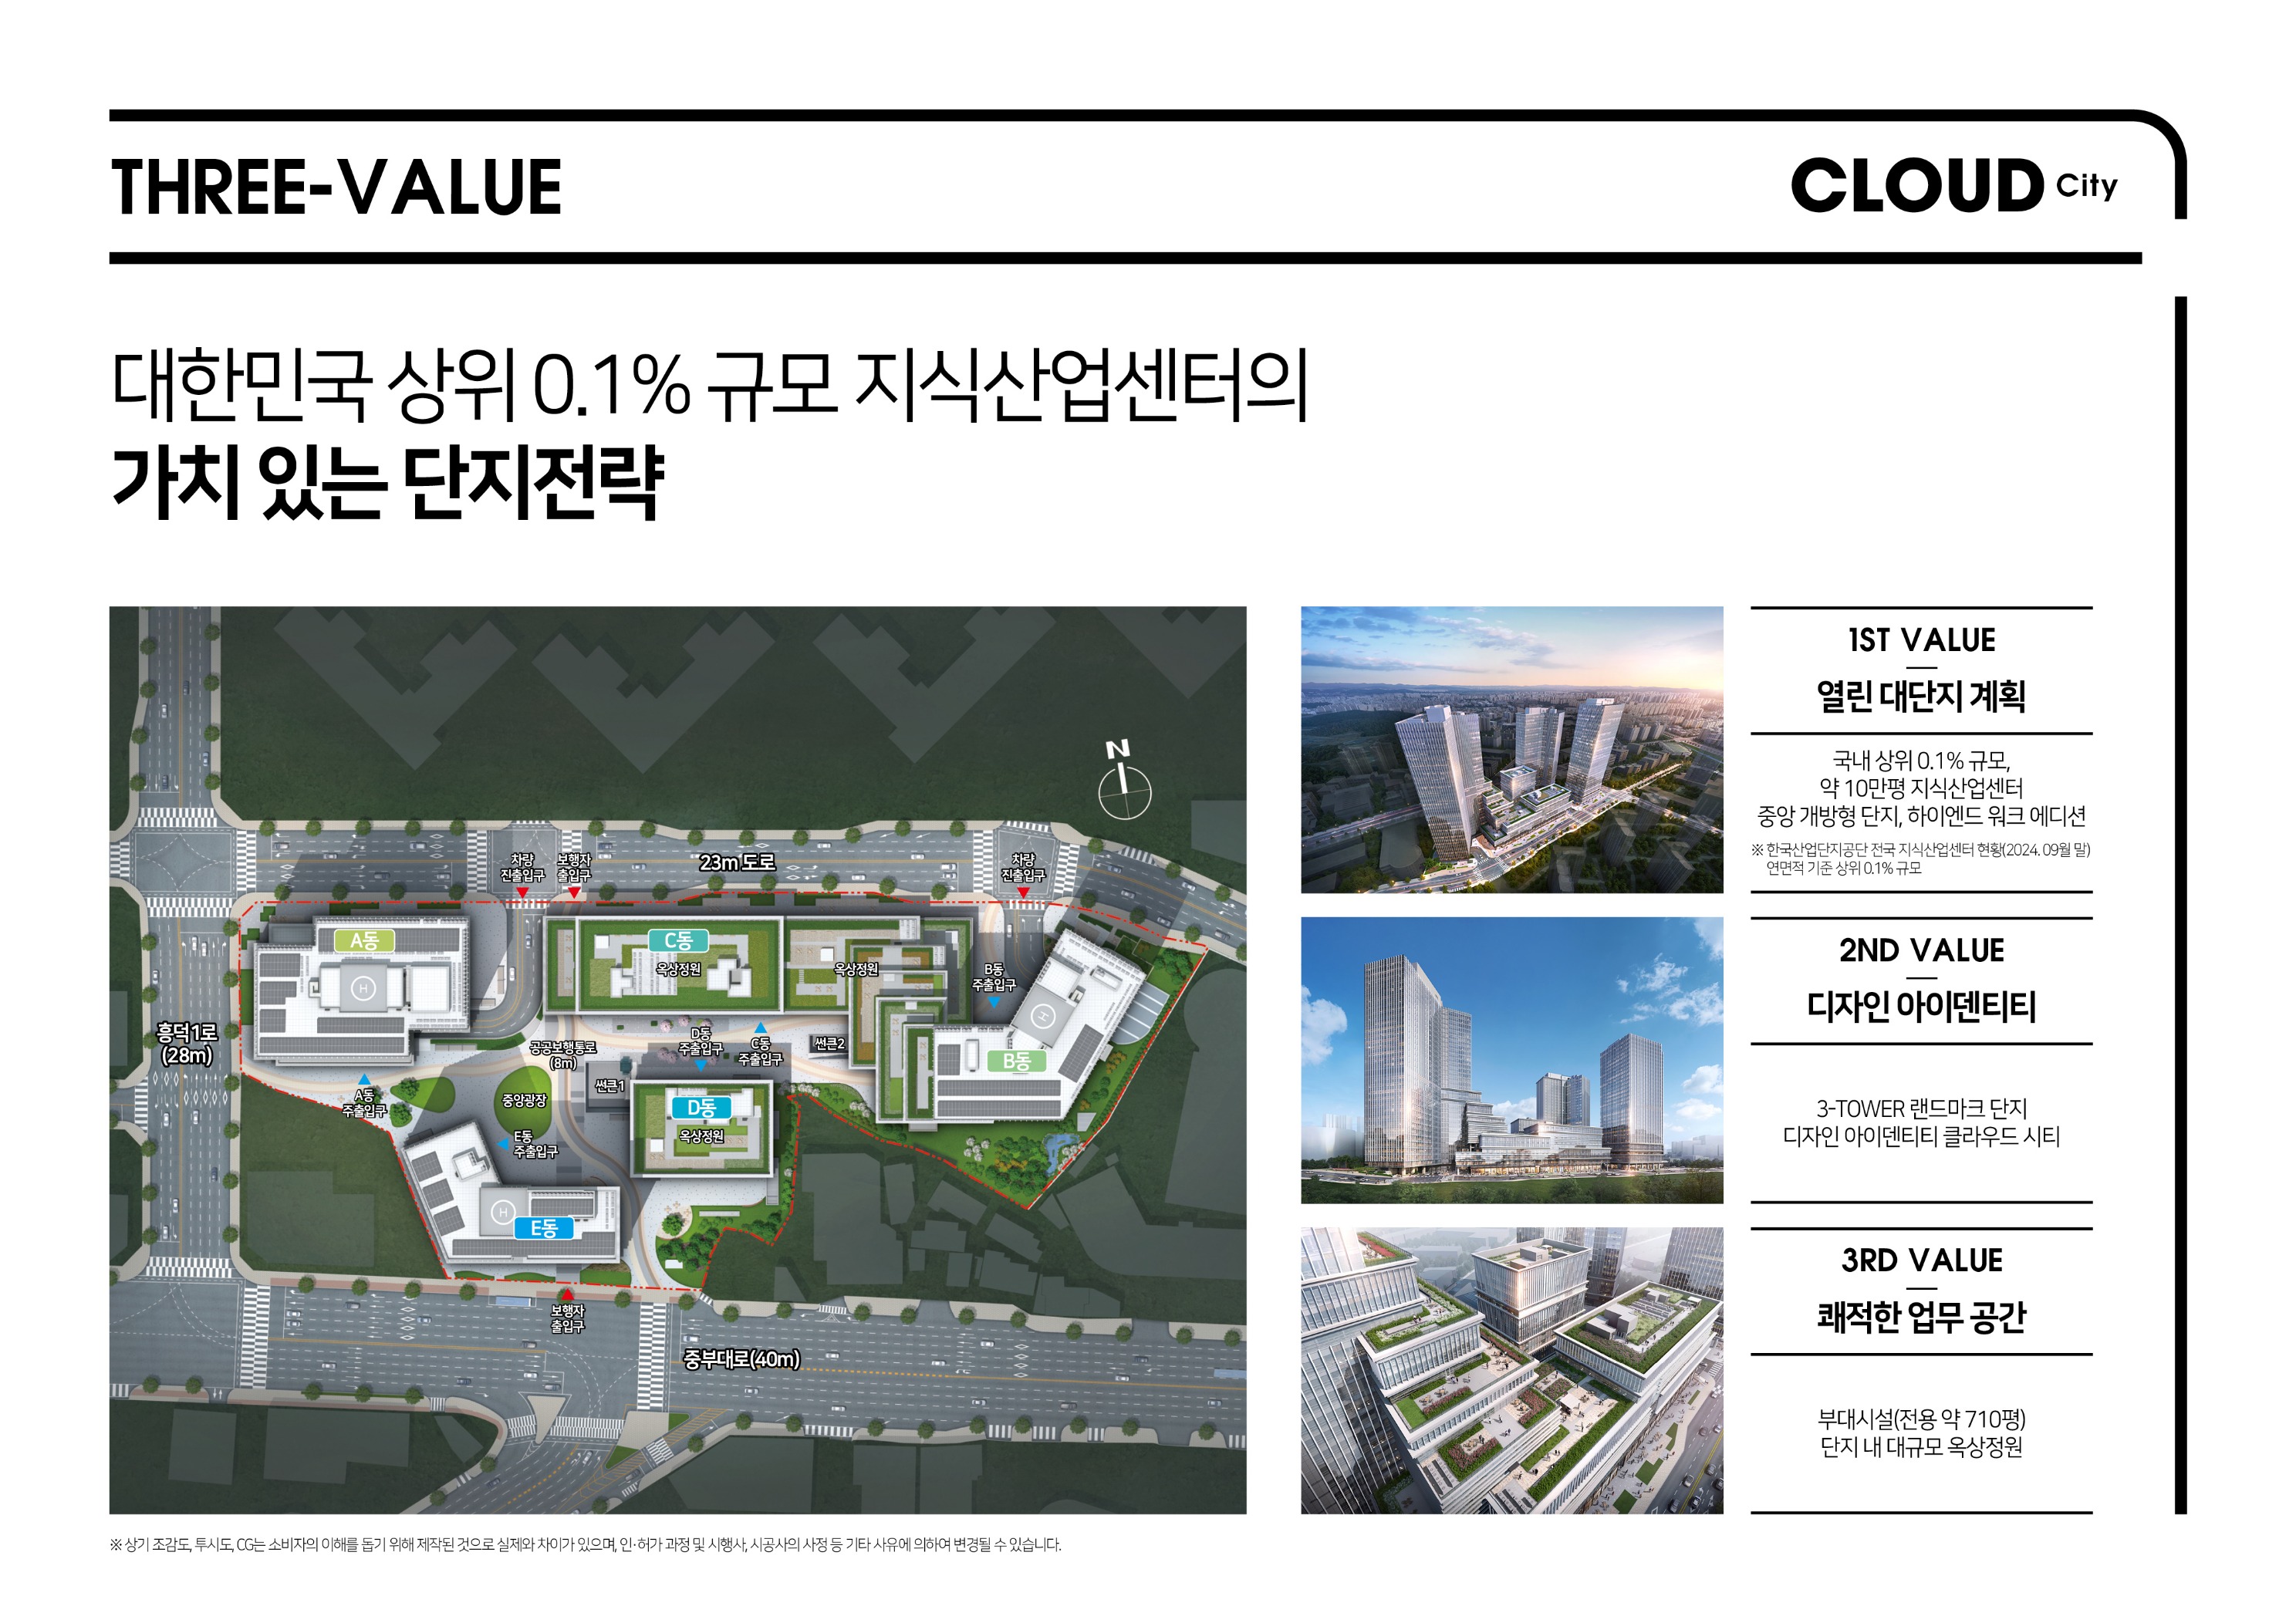 THREE-VALUE
CLOUD City
대한민국 상위 0.1% 규모 지식산업센터의
가치 있는 단지전략
N
23m 도로
차량
진출입구
보행자
출입구
차량
진출입구
A동
C동
옥상정원
옥상정원
B동
주출입구
H
H
흥덕1로
(28m)
공공보행통로
(8m)
D동
주출입구
C동
주출입구
썬큰2
B동
썬큰1
A동
주출입구
중앙광장
D동
옥상정원
E동
주출입구
H
E동
보행자
출입구
중부대로(40m)
1ST VALUE
열린 대단지 계획
국내 상위 0.1% 규모,
약 10만평 지식산업센터
중앙 개방형 단지, 하이엔드 워크 에디션
※ 한국산업단지공단 전국 지식산업센터 현황(2024. 09월 말)
연면적 기준 상위 0.1% 규모
2ND VALUE
디자인 아이덴티티
3-TOWER 랜드마크 단지
디자인 아이덴티티 클라우드 시티
3RD VALUE
쾌적한 업무 공간
부대시설(전용 약 710평)
단지 내 대규모 옥상정원
※ 상기 조감도, 투시도, CG는 소비자의 이해를 돕기 위해 제작된 것으로 실제와 차이가 있으며, 인·허가 과정 및 시행사, 시공사의 사정 등 기타 사유에 의하여 변경될 수 있습니다.